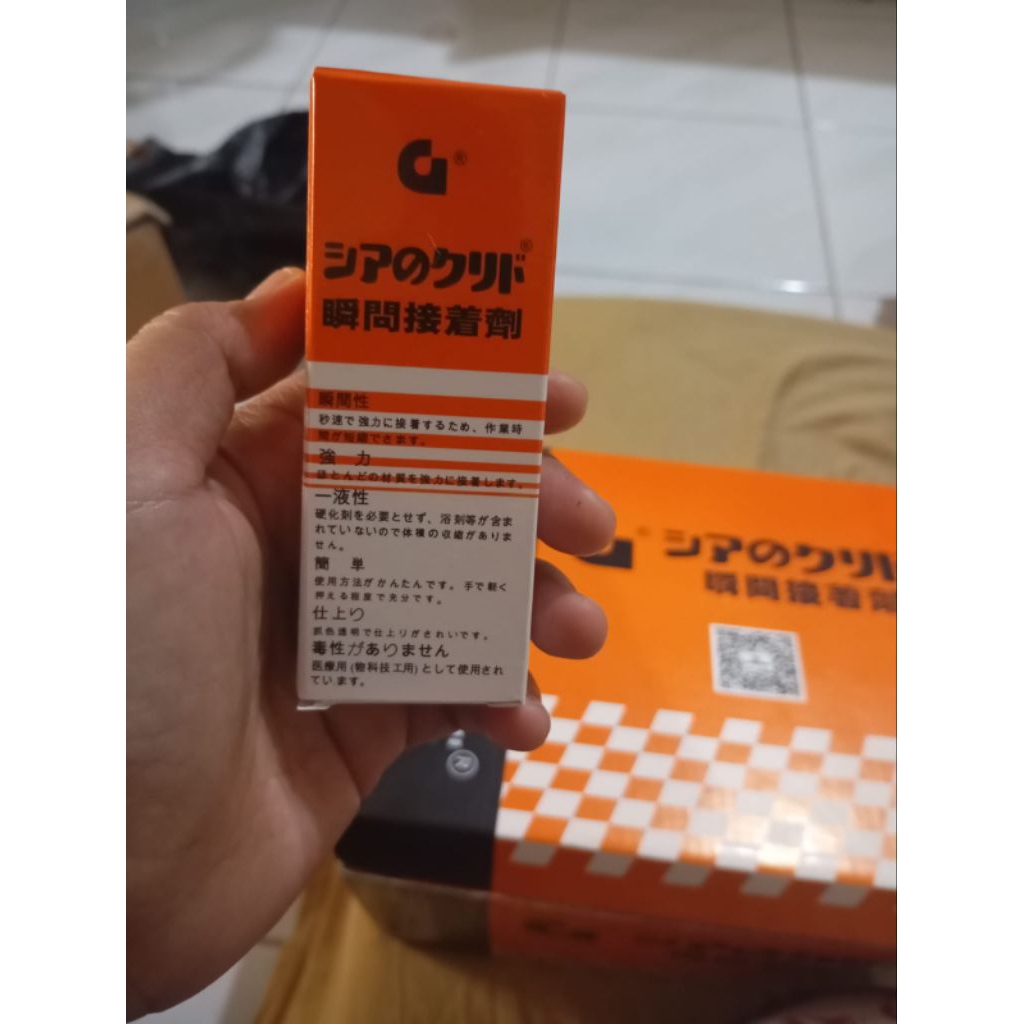 G®
シアのクリド®
瞬間接着劑
瞬間性
秒速で強力に接着するため、作業時
間が短縮できます。
強 力
ほとんどの材質を強力に接着します。
一液性
硬化剤を必要とせず、浴剤等が含ま
れていないので体横の収縮がありま
せん。
簡 単
使用方法がかんたんです。手で軽く
押える程度で充分です。
仕上り
肌色透明で仕上りがきれいです。
毒性がありません
医療用(物科技工用)として使用され
ています。
シアのクリド
瞬間接着劑